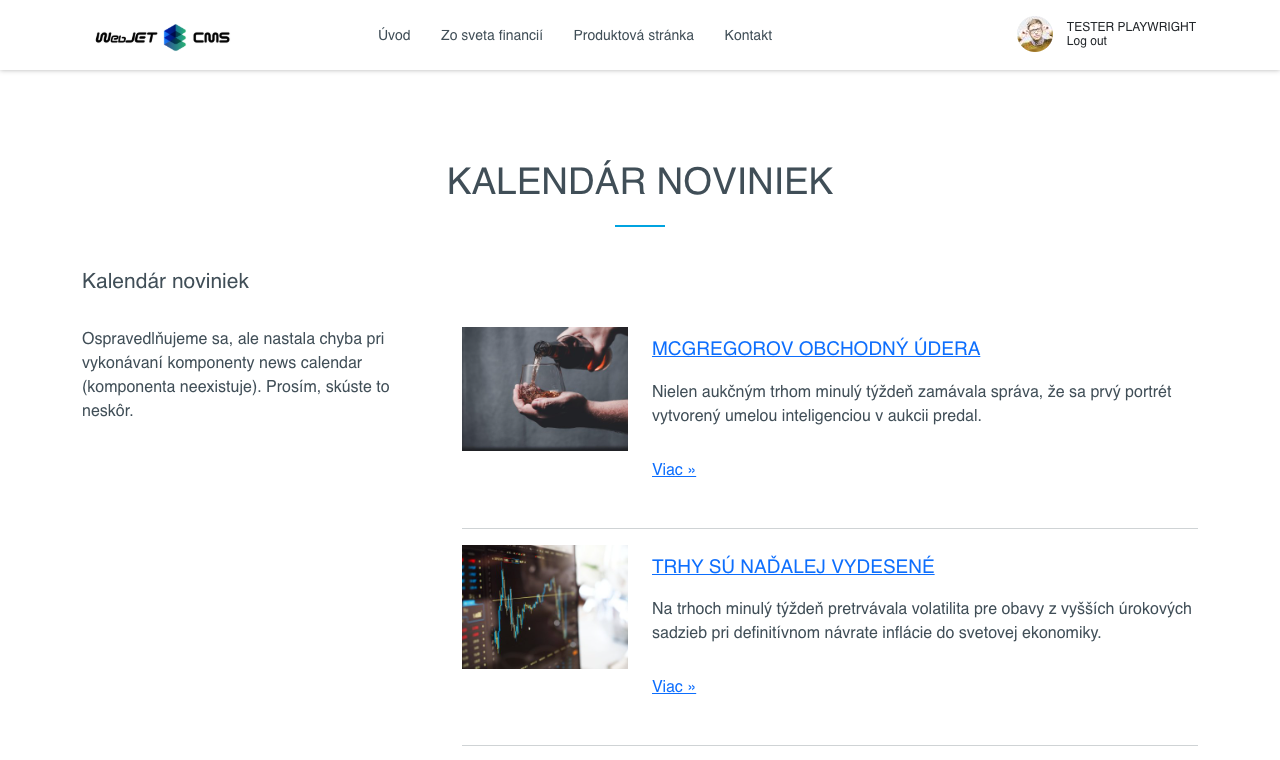 WebJET CMS
Úvod
Zo sveta financií
Produktová stránka
Kontakt
TESTER PLAYWRIGHT
Log out
KALENDÁR NOVINIEK
Kalendár noviniek
Ospravedlňujeme sa, ale nastala chyba pri
vykonávaní komponenty news calendar
(komponenta neexistuje). Prosím, skúste to
neskôr.
MCGREGOROV OBCHODNÝ ÚDERA
Nielen aukčným trhom minulý týždeň zamávala správa, že sa prvý portrét
vytvorený umelou inteligenciou v aukcii predal.
Viac »
TRHY SÚ NAĎALEJ VYDESENÉ
Na trhoch minulý týždeň pretrvávala volatilita pre obavy z vyšších úrokových
sadzieb pri definitívnom návrate inflácie do svetovej ekonomiky.
Viac »